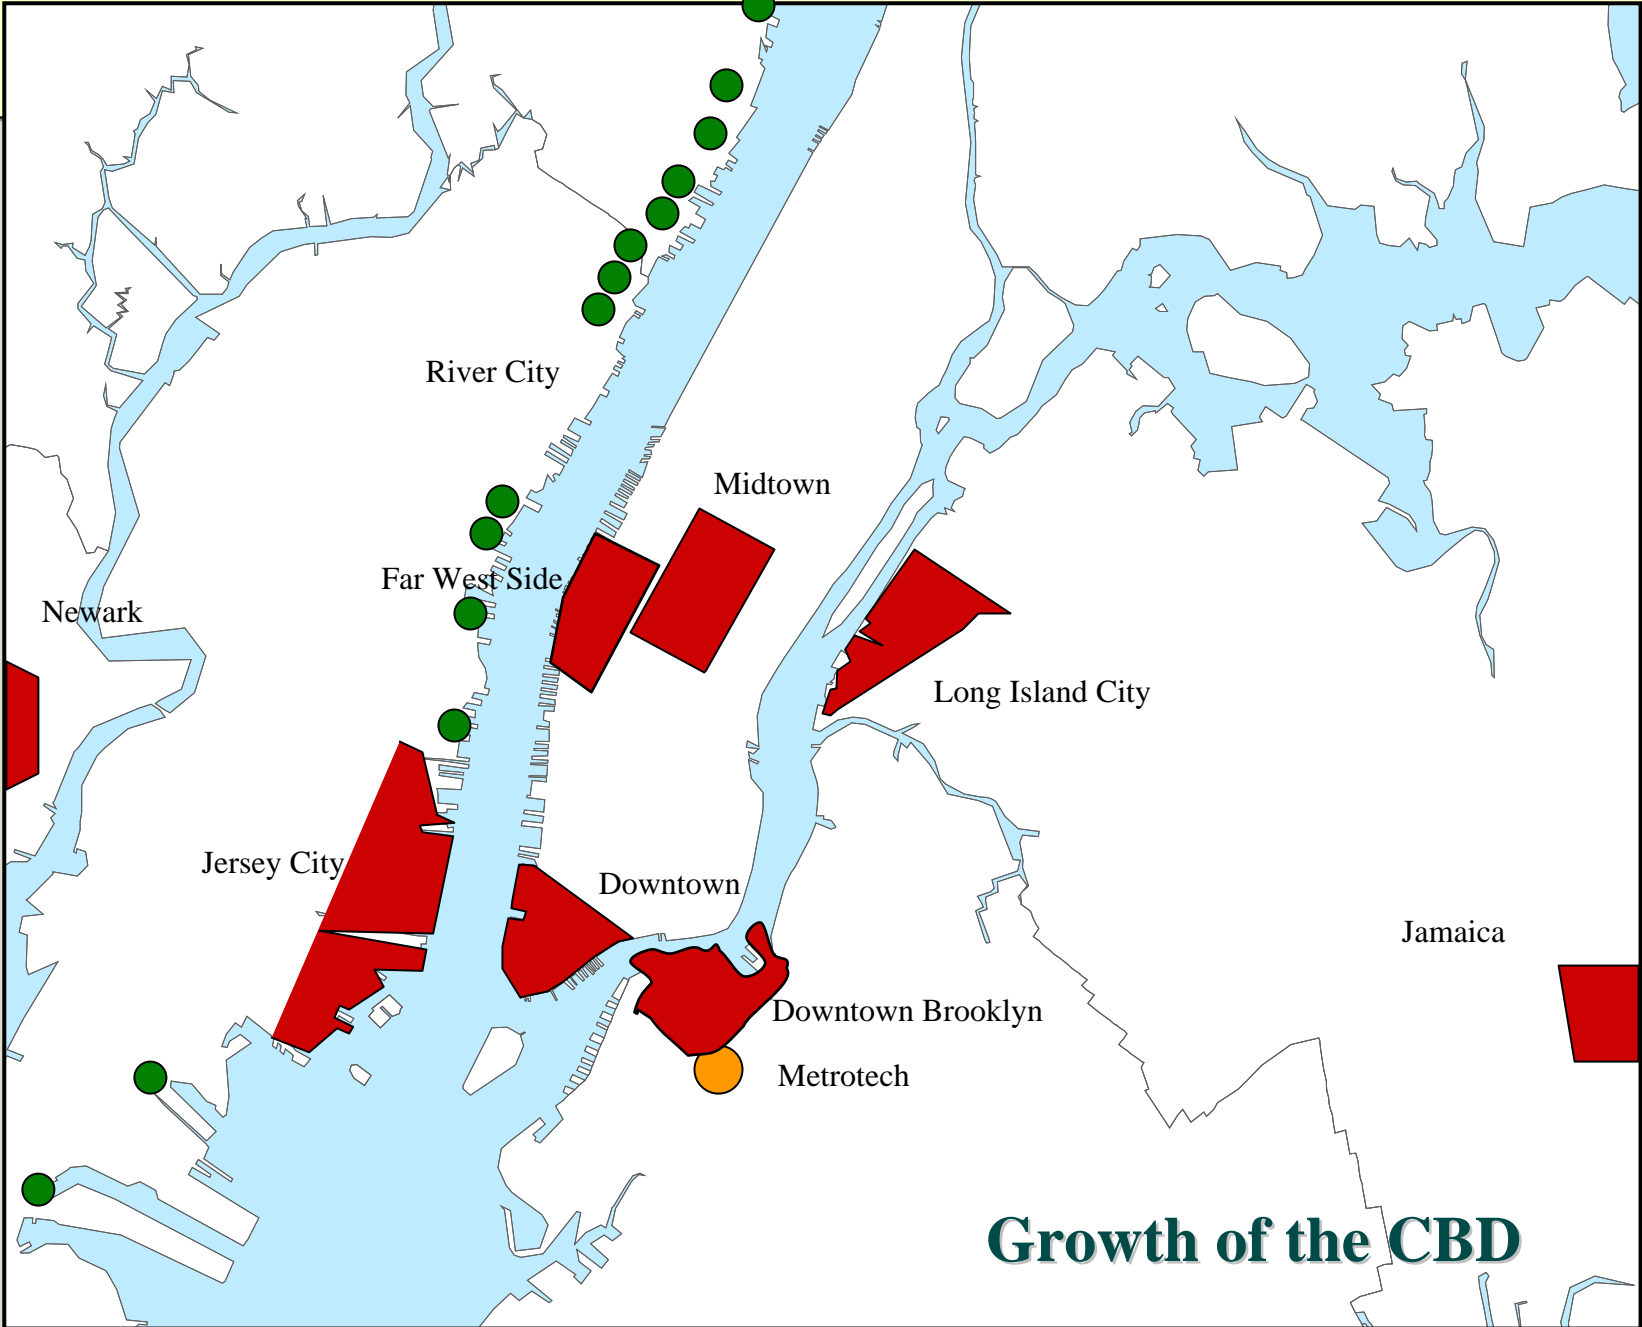 River City
Midtown
Far West Side
Newark
Long Island City
Jersey City
Downtown
Jamaica
Downtown Brooklyn
Metrotech
Growth of the CBD